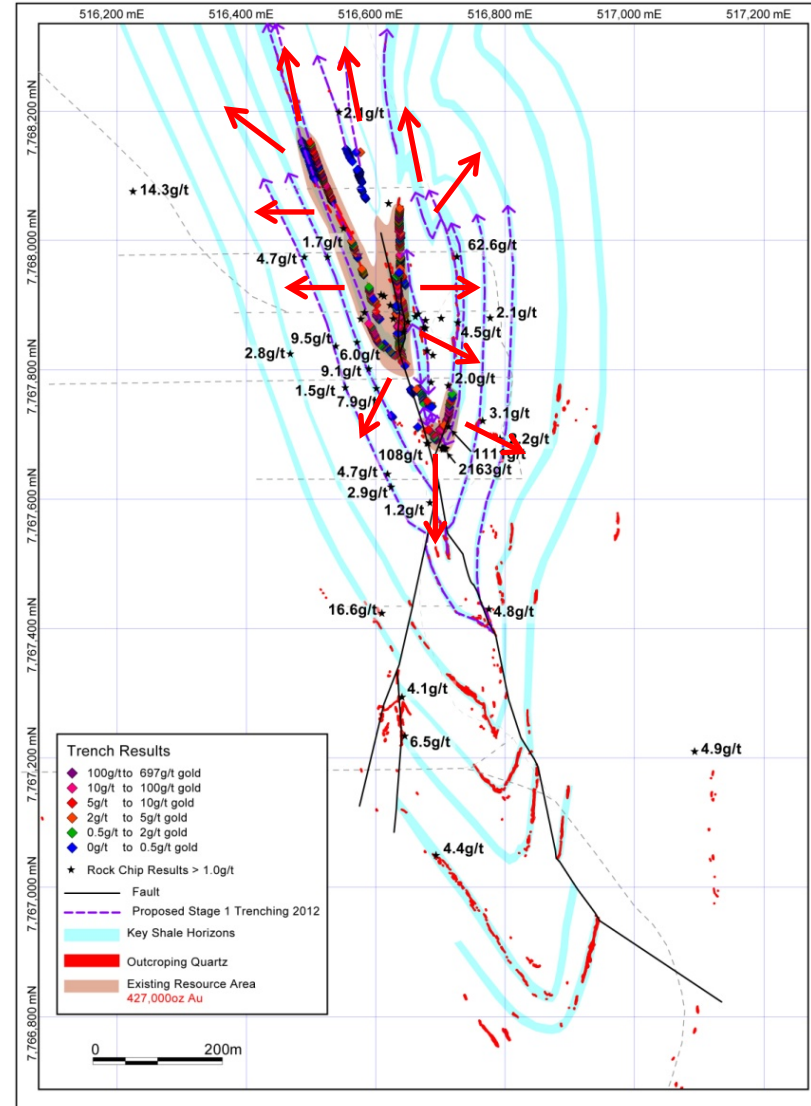 516,200 mE 516,400 mE 516,600 mE 516,800 mE 517,000 mE 517,200 mE
7,768,200 mN
2.1g/t
14.3g/t
7,768,000 mN
1.7g/t
62.6g/t
4.7g/t
2.1g/t
9.5g/t
4.5g/t
2.8g/t
6.0g/t
7,767,800 mN
9.1g/t
2.0g/t
1.5g/t
7.9g/t
3.1g/t
108g/t
1111g/t
2163g/t
4.7g/t
2.9g/t
7,767,600 mN
1.2g/t
16.6g/t
4.8g/t
7,767,400 mN
4.1g/t
6.5g/t
4.9g/t
7,767,200 mN
4.4g/t
7,767,000 mN
7,766,800 mN
Trench Results
100g/t to 697g/t gold
10g/t to 100g/t gold
5g/t to 10g/t gold
2g/t to 5g/t gold
0.5g/t to 2g/t gold
0g/t to 0.5g/t gold
Rock Chip Results > 1.0g/t
Fault
Proposed Stage 1 Trenching 2012
Key Shale Horizons
Outcroping Quartz
Existing Resource Area
427,000oz Au
0 200m